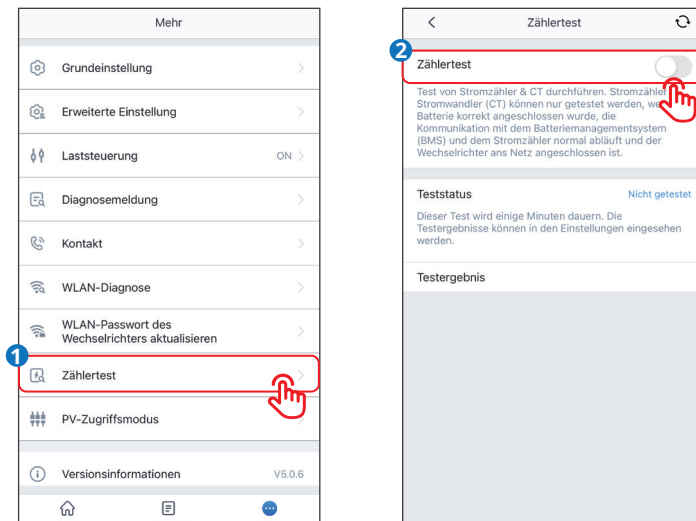 Mehr
Grundeinstellung
Erweiterte Einstellung
Laststeuerung ON
Diagnosemeldung
Kontakt
WLAN-Diagnose
WLAN-Passwort des
Wechselrichters aktualisieren
1
Zählertest
PV-Zugriffsmodus
Versionsinformationen V5.0.6
Zählertest
2
Zählertest
Test von Stromzähler & CT durchführen. Stromzähler
Stromwandler (CT) können nur getestet werden, we
Batterie korrekt angeschlossen wurde, die
Kommunikation mit dem Batteriemanagementsystem
(BMS) und dem Stromzähler normal abläuft und der
Wechselrichter ans Netz angeschlossen ist.
Teststatus Nicht getestet
Dieser Test wird einige Minuten dauern. Die
Testergebnisse können in den Einstellungen eingesehen
werden.
Testergebnis